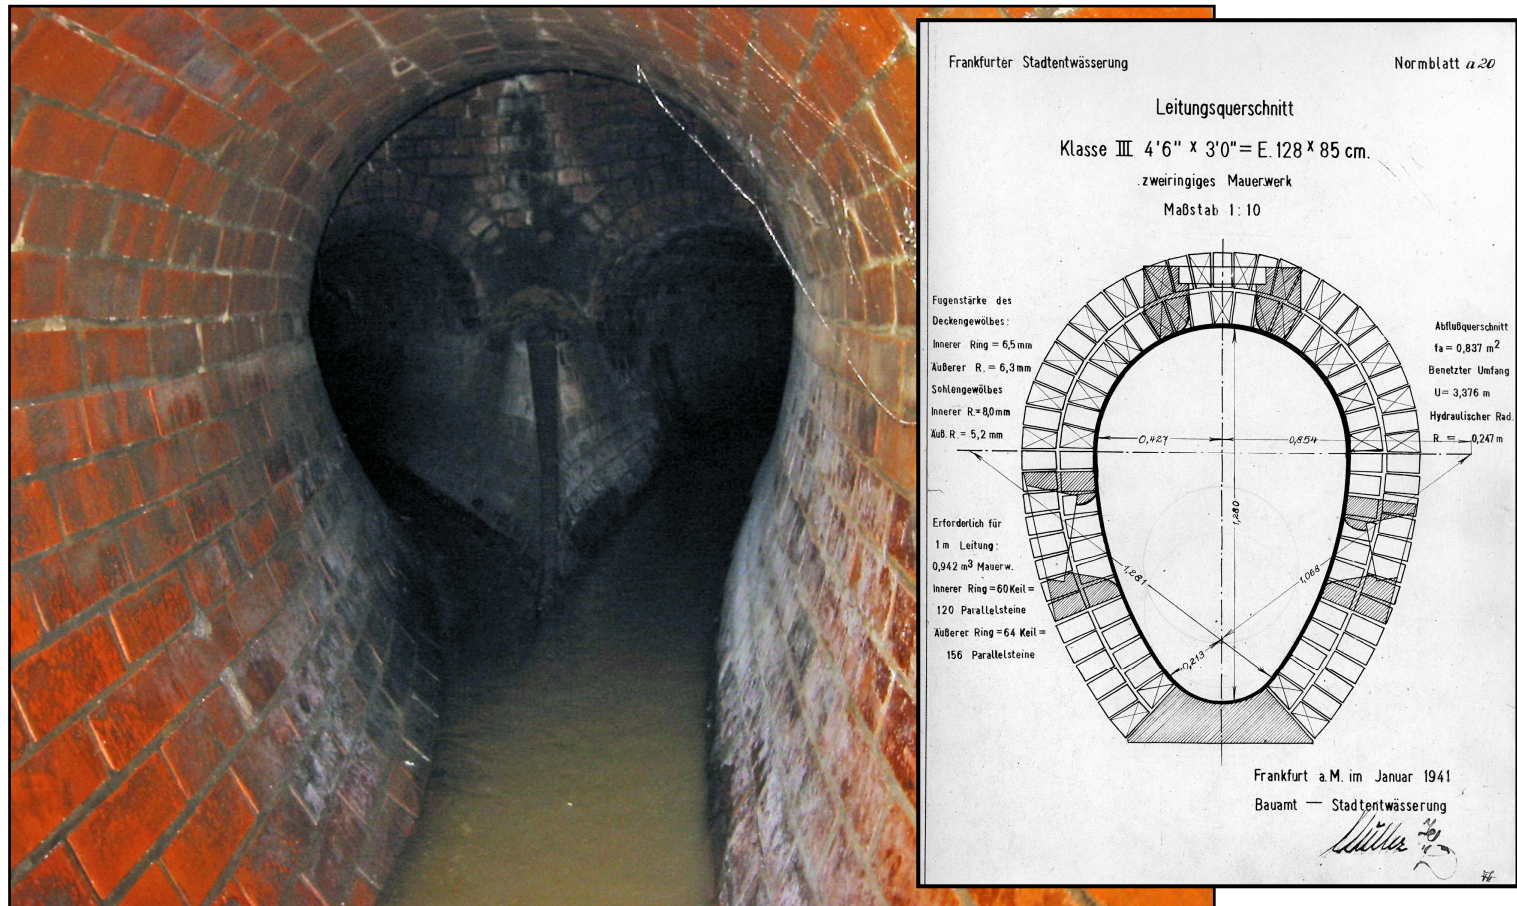 Frankfurter Stadtentwässerung
Normblatt a 20
Leitungsquerschnitt
Klasse III 4'6" x 3'0" = E. 128 x 85 cm.
zweiringiges Mauerwerk
Maßstab 1:10
Fugenstärke des
Deckengewölbes:
Innerer Ring = 6,5 mm
Äußerer R. = 6,3 mm
Sohlengewölbes
Innerer R. = 8,0 mm
Äuß. R. = 5,2 mm
Abflußquerschnitt
fa = 0,837 m²
Benetzter Umfang
U = 3,376 m
Hydraulischer Rad.
R. = 0,247 m
0,427
0,854
1,280
1,281
1,068
0,213
Erforderlich für
1 m Leitung:
0,942 m³ Mauerw.
Innerer Ring = 60 Keil =
120 Parallelsteine
Äußerer Ring = 64 Keil =
156 Parallelsteine
Frankfurt a.M. im Januar 1941
Bauamt — Stadtentwässerung
Müller